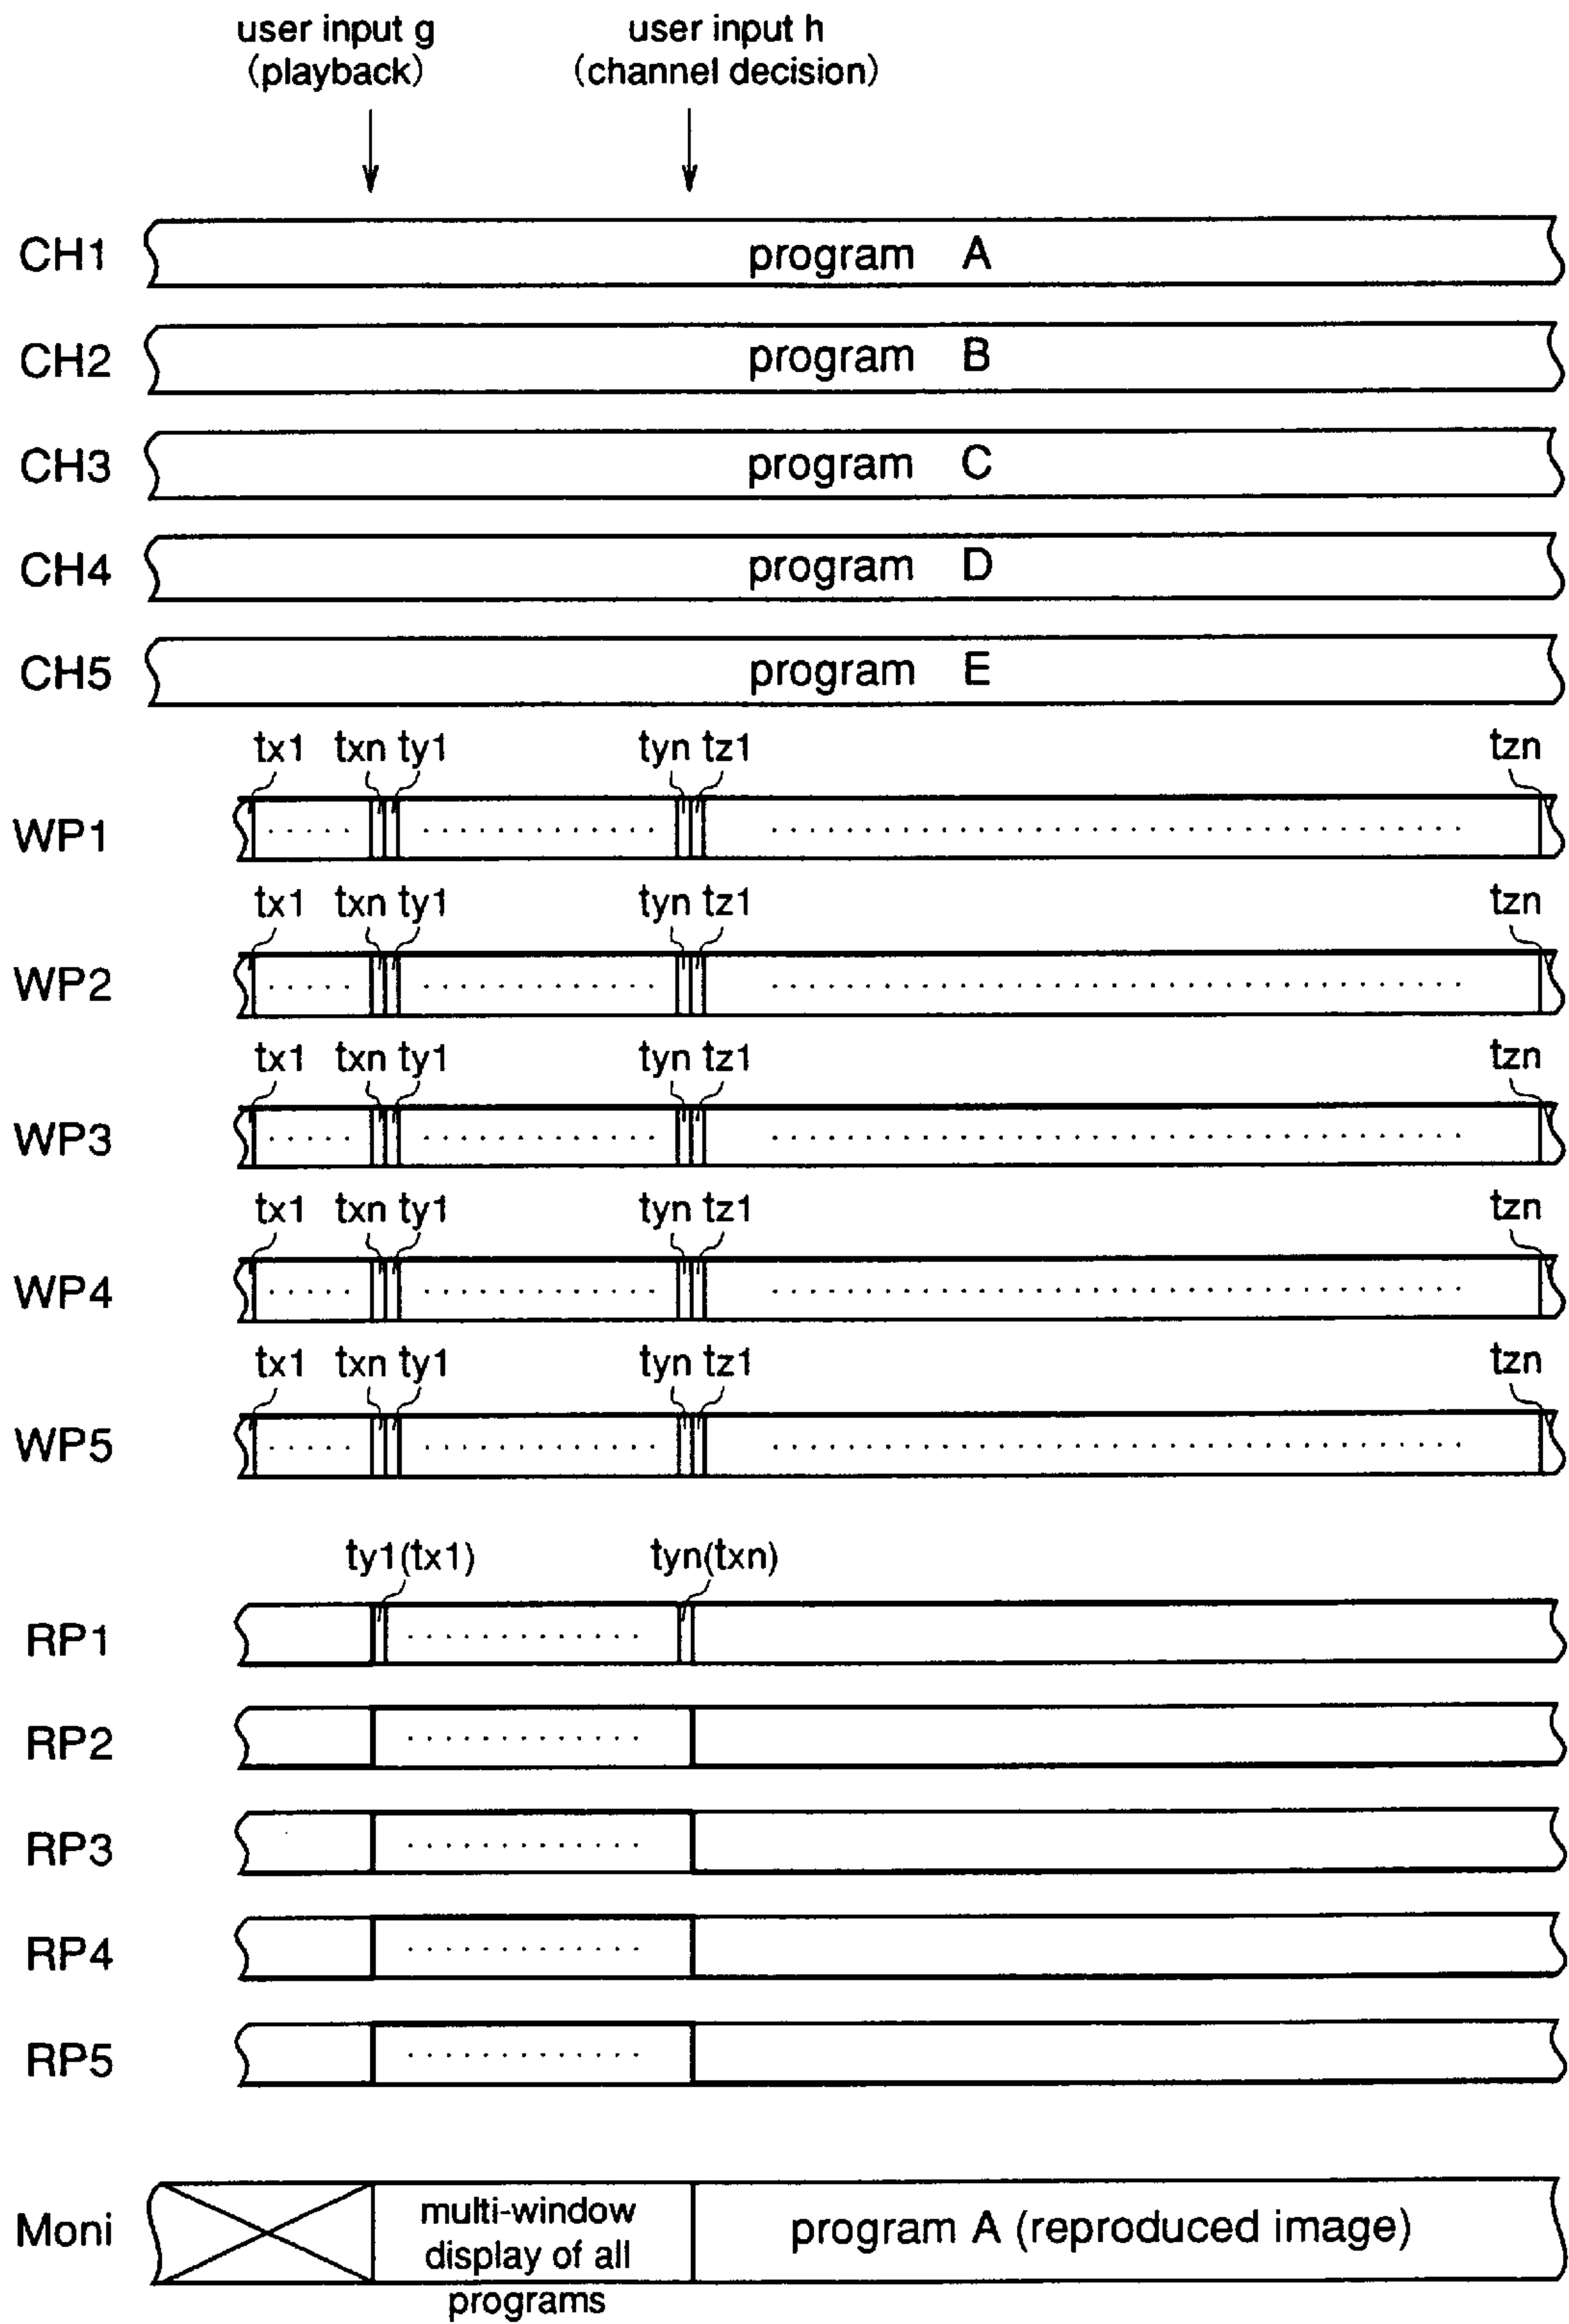 user input g
(playback)
user input h
(channel decision)
CH1 program A
CH2 program B
CH3 program C
CH4 program D
CH5 program E
tx1 txn ty1 tyn tz1 tzn
WP1
tx1 txn ty1 tyn tz1 tzn
WP2
tx1 txn ty1 tyn tz1 tzn
WP3
tx1 txn ty1 tyn tz1 tzn
WP4
tx1 txn ty1 tyn tz1 tzn
WP5
ty1(tx1) tyn(txn)
RP1
RP2
RP3
RP4
RP5
Moni
multi-window
display of all
programs
program A (reproduced image)